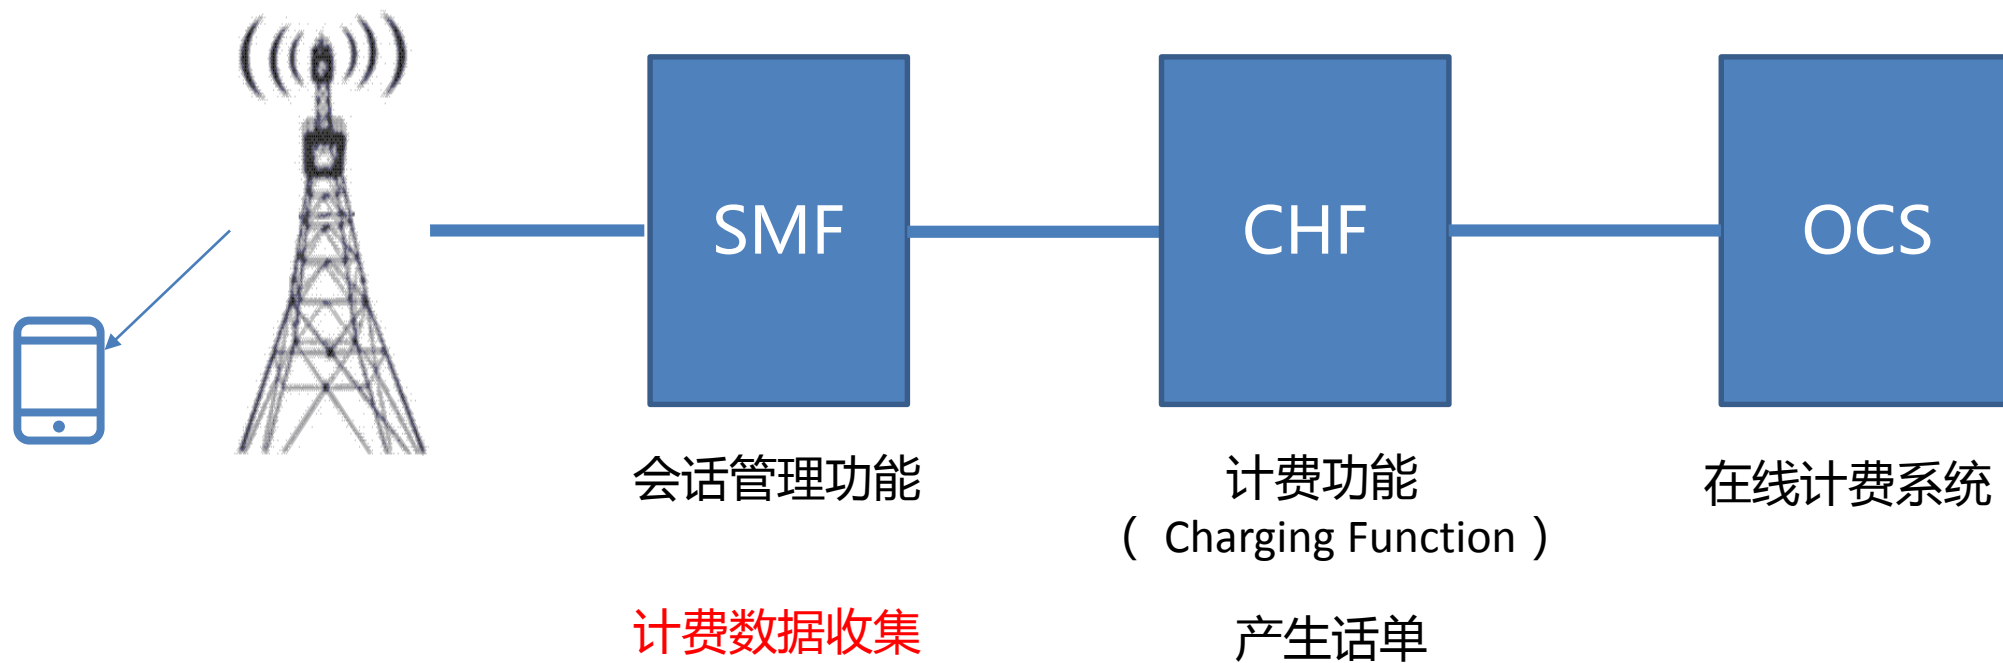 SMF
CHF
OCS
会话管理功能
计费功能
（ Charging Function ）
在线计费系统
计费数据收集
产生话单